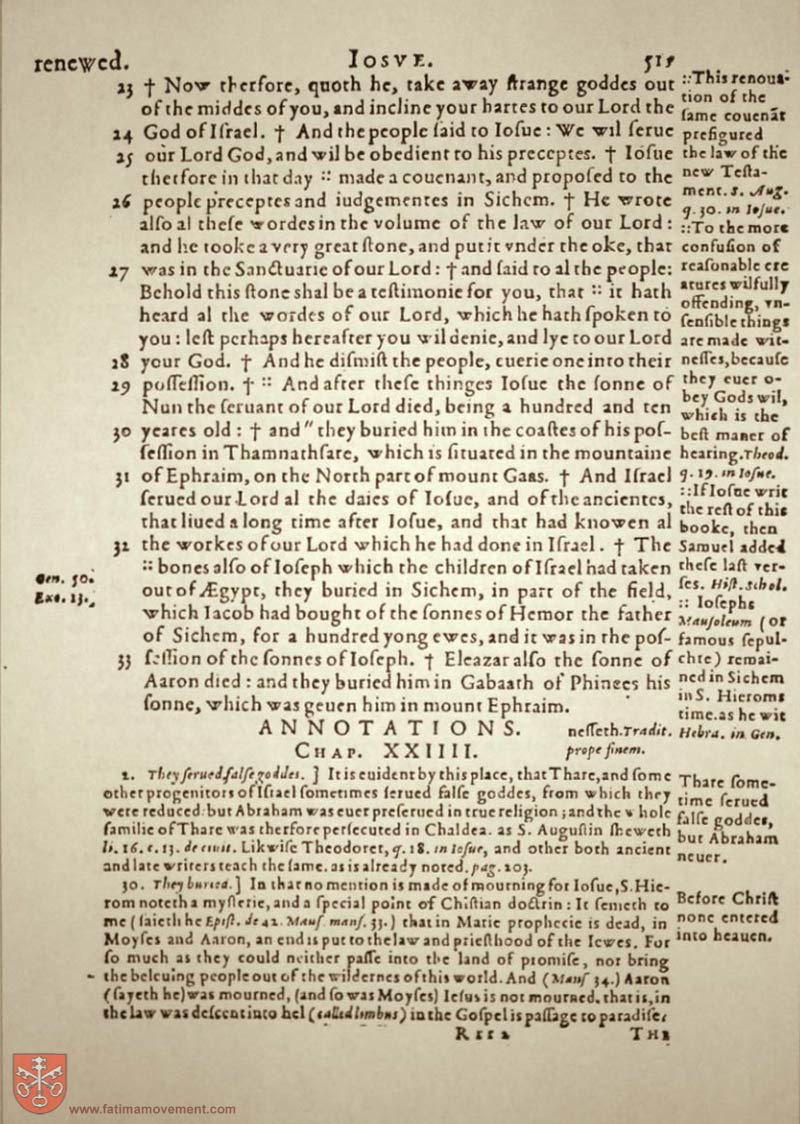 renewed.
IOSVE.
515
23 † Now therfore, quoth he, take away ſtrange goddes out
of the middes of you, and incline your hartes to our Lord the
24 God of Iſrael. † And the people ſaid to Ioſue: We wil ſerue
25 our Lord God, and wil be obedient to his preceptes. † Ioſue
therfore in that day :: made a couenant, and propoſed to the
26 people preceptes and iudgementes in Sichem. † He wrote
alſo al theſe wordes in the volume of the law of our Lord:
and he tooke a very great ſtone, and put it vnder the oke, that
27 was in the Sanctuarie of our Lord: † and ſaid to al the people:
Behold this ſtone shal be a teſtimonie for you, that :: it hath
heard al the wordes of our Lord, which he hath ſpoken to
you: leſt perhaps hereafter you wil denie, and lye to our Lord
28 your God. † And he diſmiſt the people, euerie one into their
29 poſſeſſion. † :: And after theſe thinges Ioſue the ſonne of
Nun the ſeruant of our Lord died, being a hundred and ten
30 yeares old: † and " they buried him in the coaſtes of his poſ-
ſeſſion in Thamnathſare, which is ſituated in the mountaine
31 of Ephraim, on the North part of mount Gaas. † And Iſrael
ſerued our Lord al the daies of Ioſue, and of the ancientes,
that liued a long time after Ioſue, and that had knowen al
32 the workes of our Lord which he had done in Iſrael. † The
:: bones alſo of Ioſeph which the children of Iſrael had taken
out of Ægypt, they buried in Sichem, in part of the field,
which Iacob had bought of the ſonnes of Hemor the father
of Sichem, for a hundred yong ewes, and it was in the poſ-
33 ſeſſion of the ſonnes of Ioſeph. † Eleazar alſo the ſonne of
Aaron died: and they buried him in Gabaath of Phinees his
ſonne, which was geuen him in mount Ephraim.
Gen. 50.
Exo. 13.
::This renoua-
tion of the
ſame couenāt
prefigured
the law of the
new Teſta-
ment. S. Aug.
q. 30. in Ioſue.
::To the more
confuſion of
reaſonable cre
atures wilfully
offending, vn-
ſenſible things
are made wit-
neſſes, becauſe
they euer o-
bey Gods wil,
which is the
beſt maner of
hearing. Theod.
q. 19. in Ioſue.
::If Ioſue writ
the reſt of this
booke, then
Samuel added
theſe laſt ver-
ſes. Hiſt. Schol.
:: Ioſephs
Mauſoleum (or
famous ſepul-
chre) remai-
ned in Sichem
in S. Hieroms
time. as he wit
neſſeth. Tradit. Hebra. in Gen.
prope finem.
ANNOTATIONS.
CHAP. XXIIII.
2. They ſerued falſe goddes.] It is euident by this place, that Thare, and ſome
other progenitors of Iſrael ſometimes ſerued falſe goddes, from which they
were reduced: but Abraham was euer preſerued in true religion; and the whole
familie of Thare was therfore perſecuted in Chaldea. as S. Auguſtin ſheweth
li. 16. c. 13. de ciuit. Likwiſe Theodoret, q. 18. in Ioſue, and other both ancient
and late writers teach the ſame. as is already noted. pag. 203.
Thare ſome-
time ſerued
falſe goddes,
but Abraham
neuer.
30. They buried.] In that no mention is made of mourning for Ioſue, S. Hie-
rom noteth a myſterie, and a ſpecial point of Chiſtian doctrin: It ſemeth to
me (ſaieth he Epiſt. de 42. Manſ. manſ. 33.) that in Marie prophecie is dead, in
Moyſes and Aaron, an end is put to the law and prieſthood of the Iewes. For
ſo much as they could neither paſſe into the land of promiſe, nor bring
the beleuing people out of the wildernes of this world. And (Manſ 34.) Aaron
(ſayeth he) was mourned, (and ſo was Moyſes) Ieſus is not mourned. that is, in
the law was deſcent into hel (called limbus) in the Goſpel is paſſage to paradiſe:
Before Chriſt
none entered
into heauen.
THE
www.fatimamovement.com